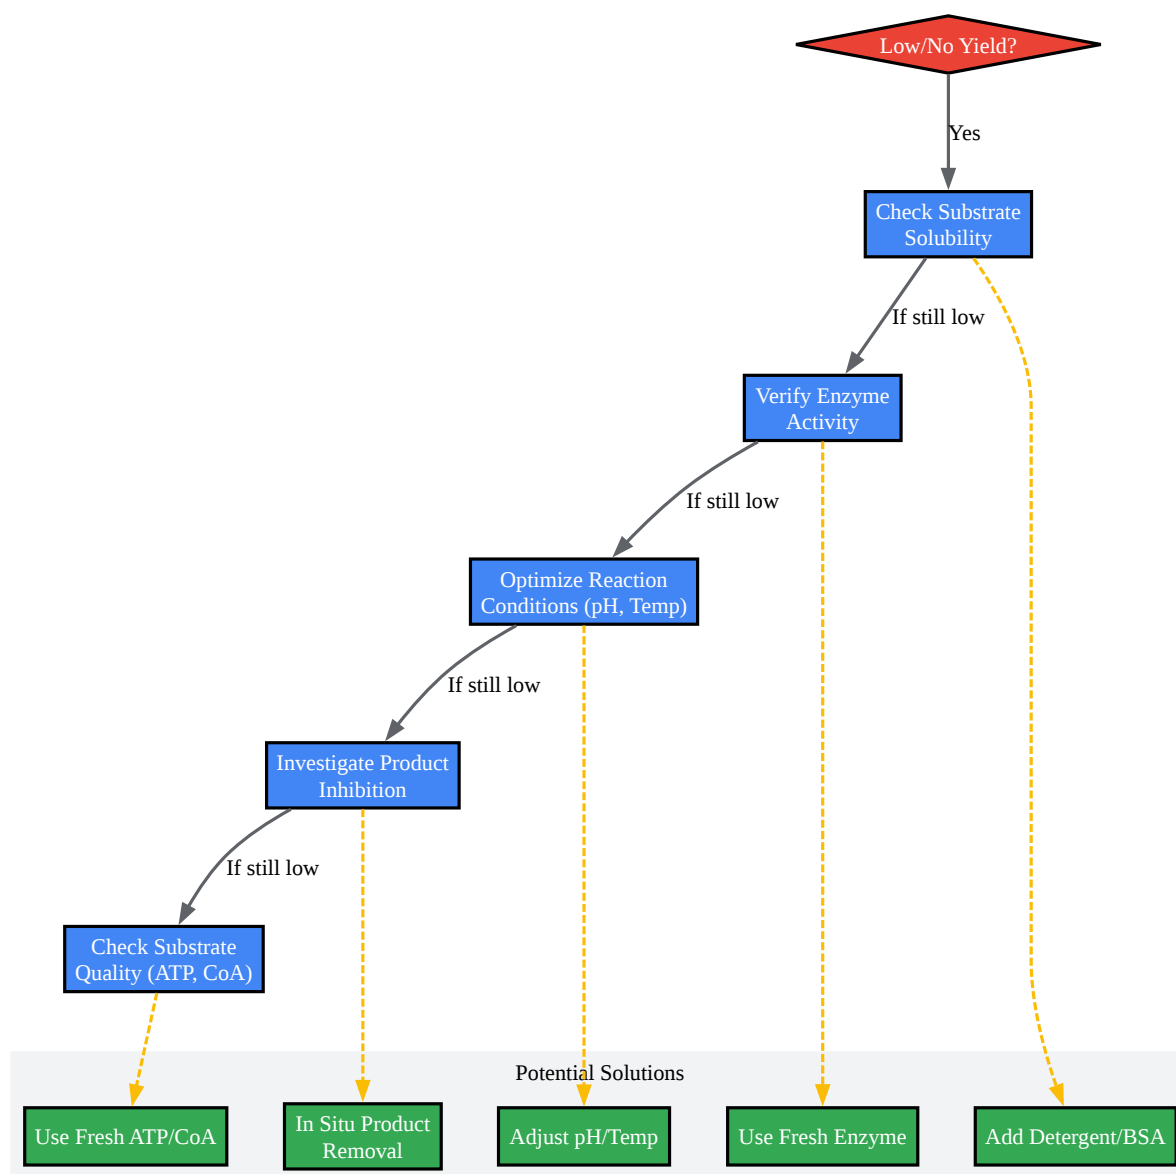 Low/No Yield?
Yes
Check Substrate
Solubility
If still low
Verify Enzyme
Activity
If still low
Optimize Reaction
Conditions (pH, Temp)
If still low
Investigate Product
Inhibition
If still low
Check Substrate
Quality (ATP, CoA)
Potential Solutions
Use Fresh ATP/CoA
In Situ Product
Removal
Adjust pH/Temp
Use Fresh Enzyme
Add Detergent/BSA